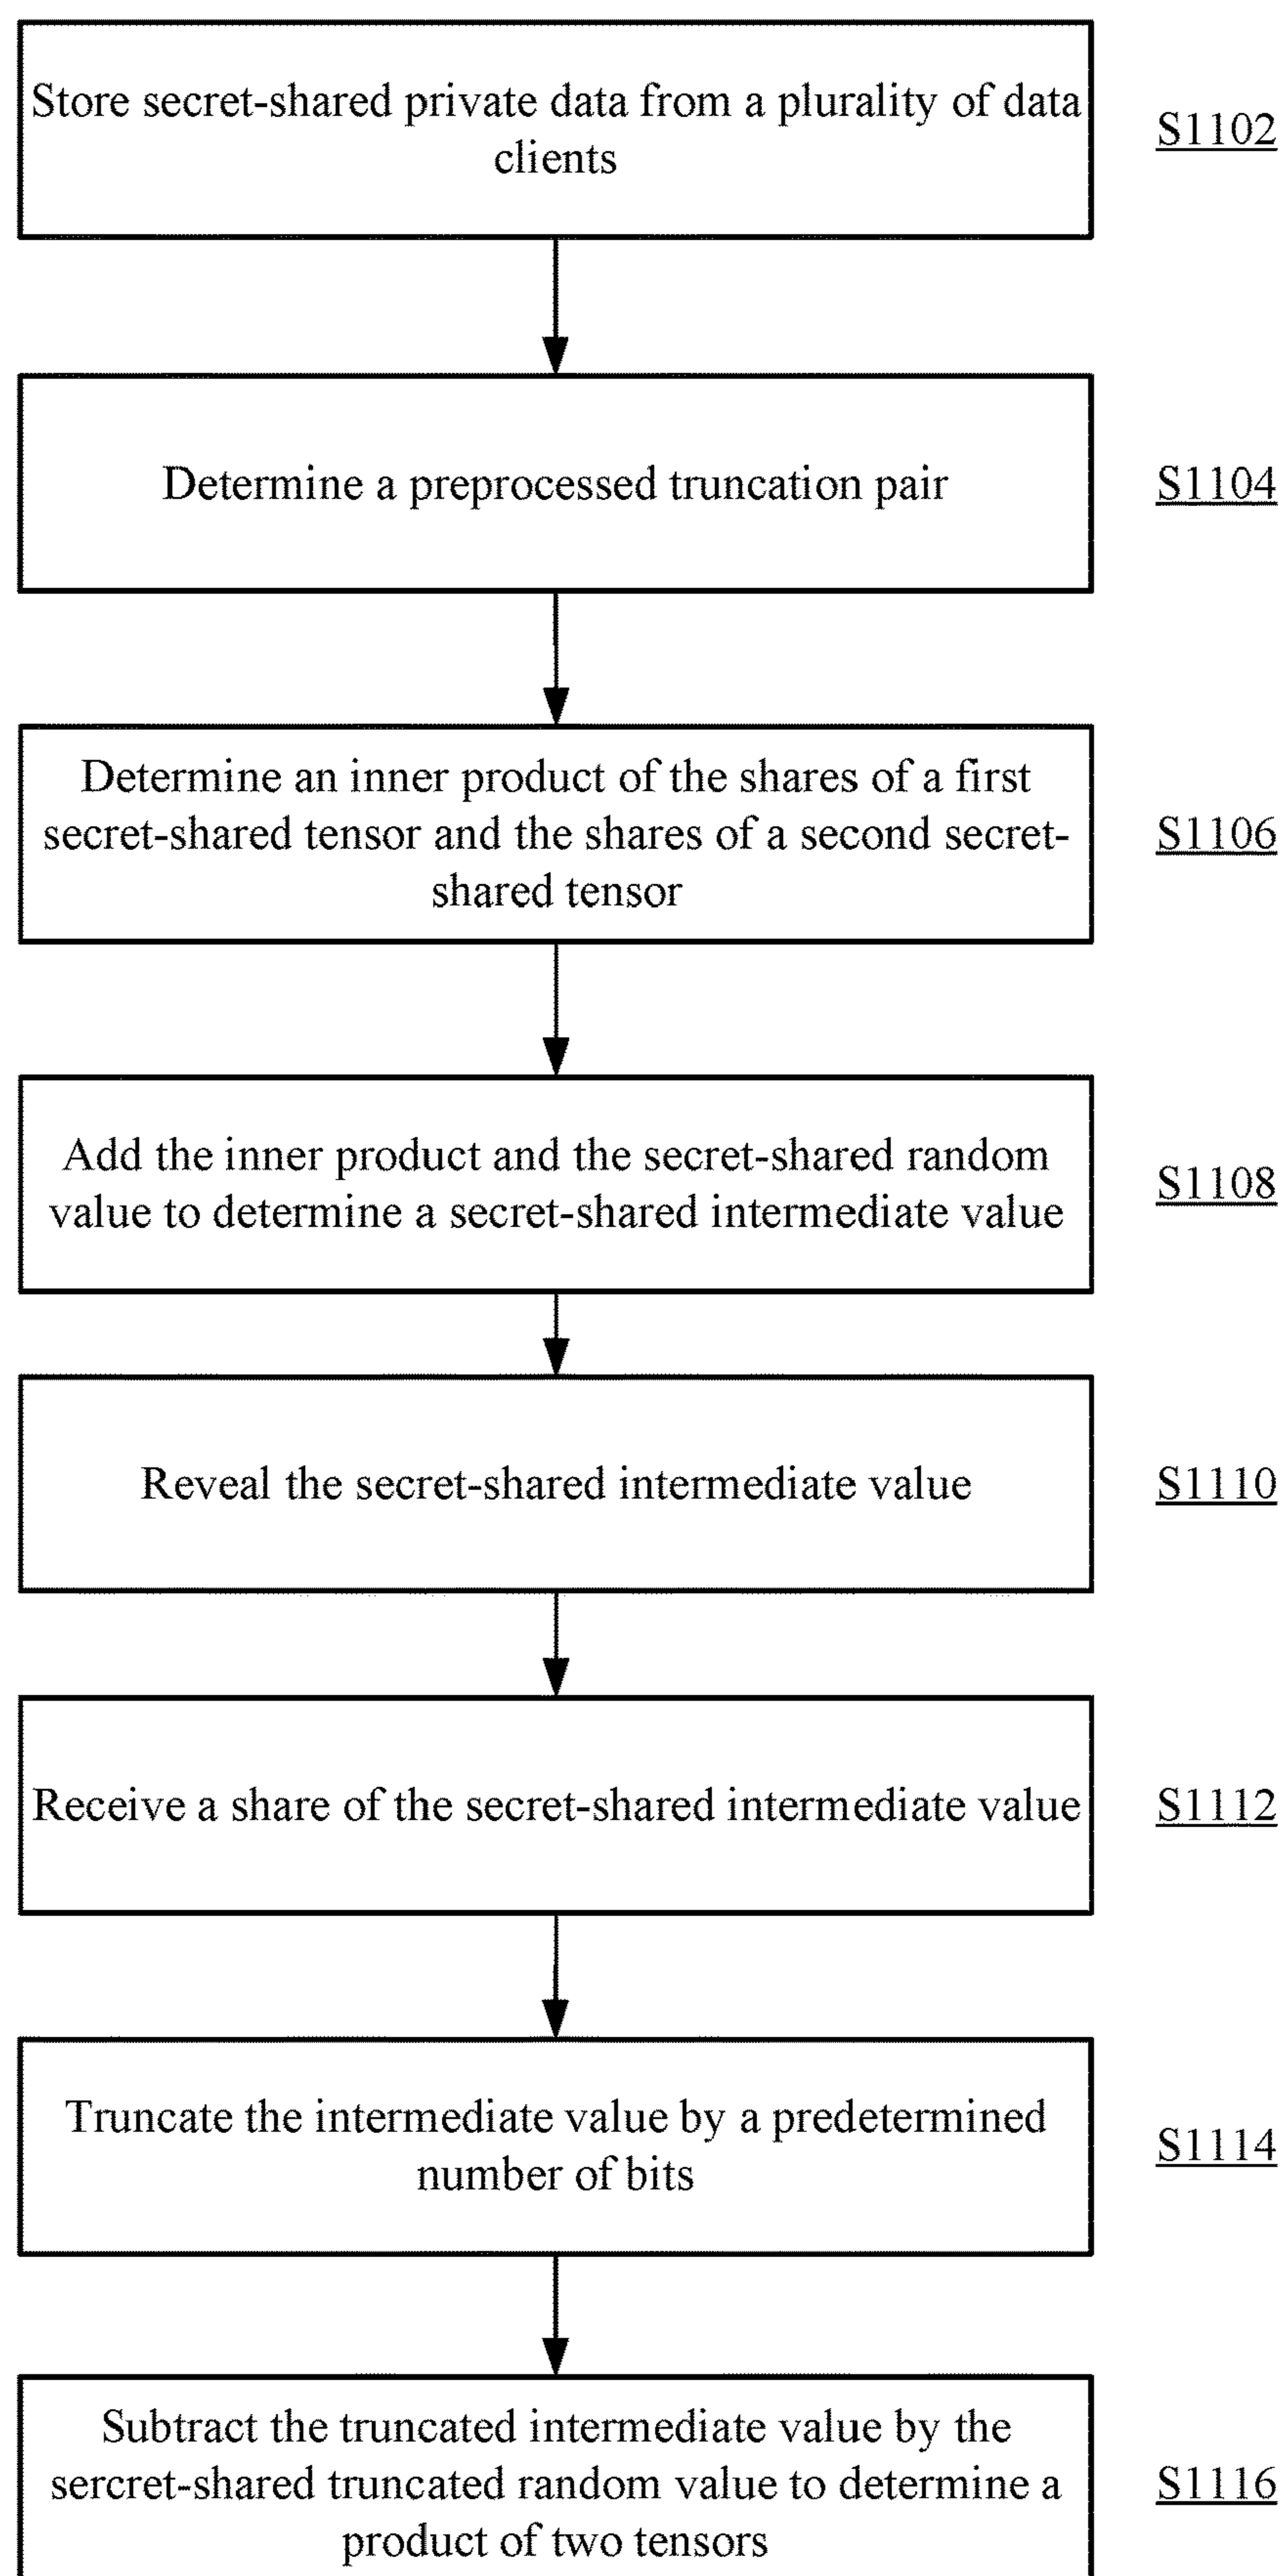 Store secret-shared private data from a plurality of data
clients
S1102
Determine a preprocessed truncation pair
S1104
Determine an inner product of the shares of a first
secret-shared tensor and the shares of a second secret-
shared tensor
S1106
Add the inner product and the secret-shared random
value to determine a secret-shared intermediate value
S1108
Reveal the secret-shared intermediate value
S1110
Receive a share of the secret-shared intermediate value
S1112
Truncate the intermediate value by a predetermined
number of bits
S1114
Subtract the truncated intermediate value by the
sercret-shared truncated random value to determine a
product of two tensors
S1116